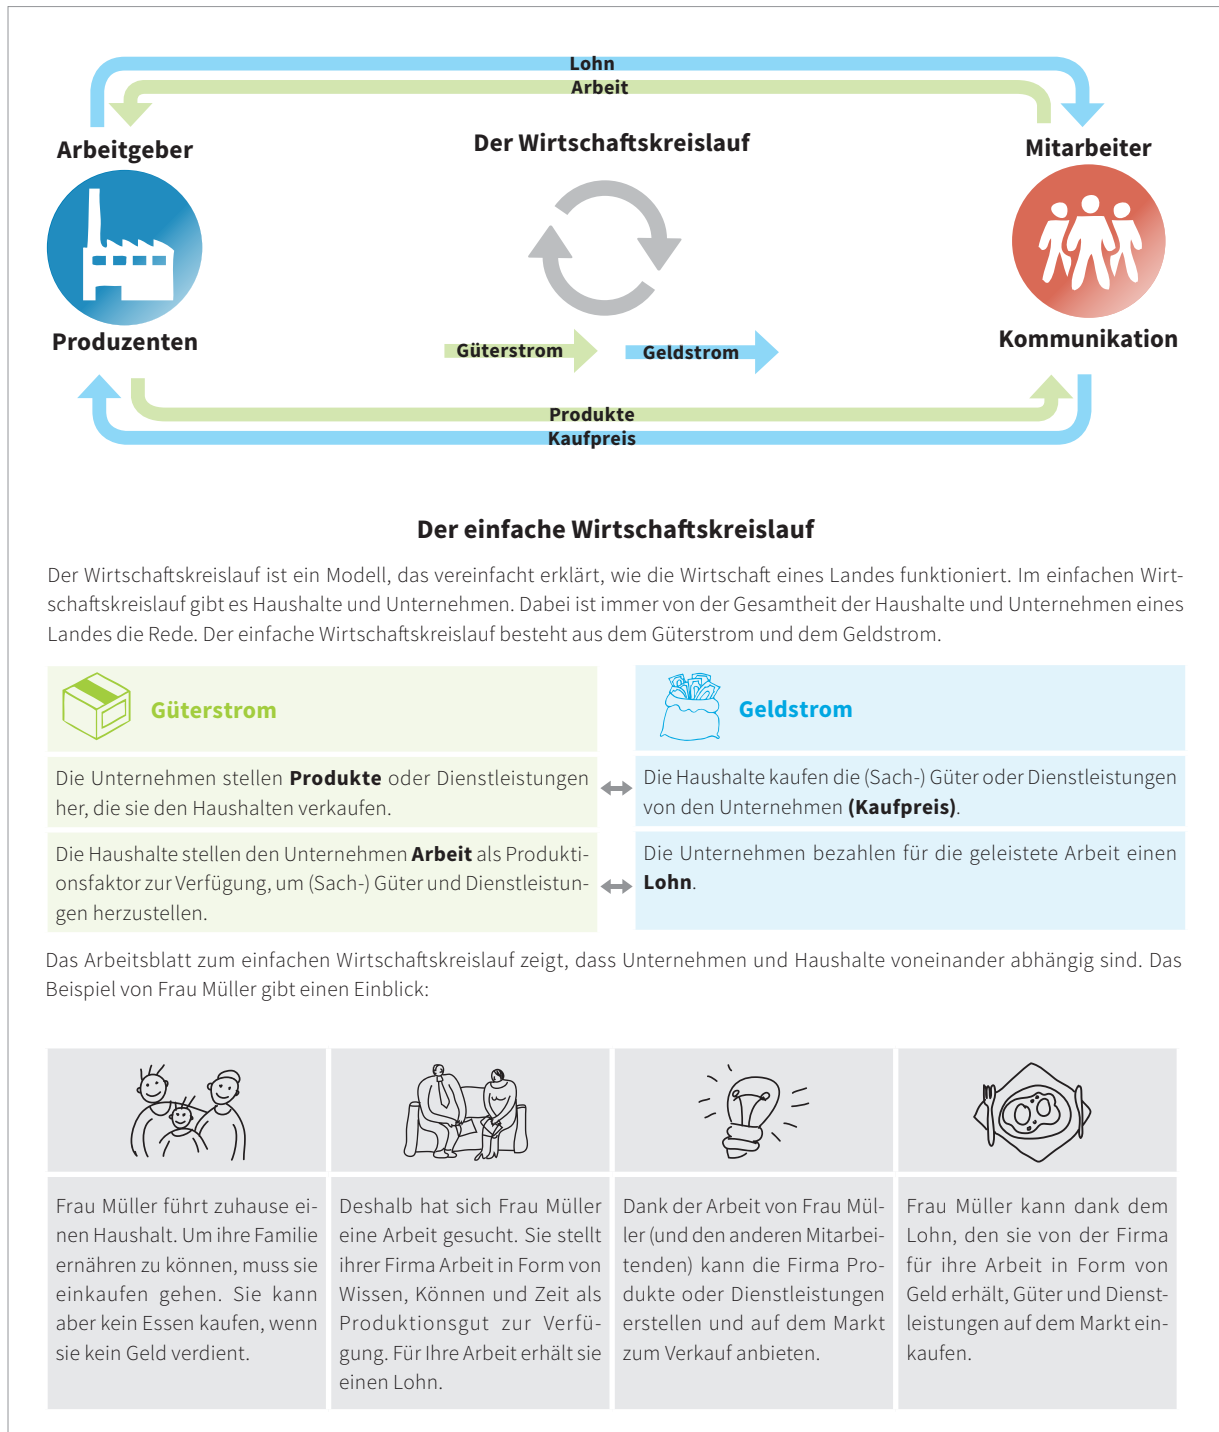 Lohn
Arbeit
Arbeitgeber
Der Wirtschaftskreislauf
Mitarbeiter
Produzenten
Güterstrom
Geldstrom
Kommunikation
Produkte
Kaufpreis
Der einfache Wirtschaftskreislauf
Der Wirtschaftskreislauf ist ein Modell, das vereinfacht erklärt, wie die Wirtschaft eines Landes funktioniert. Im einfachen Wirt-
schaftskreislauf gibt es Haushalte und Unternehmen. Dabei ist immer von der Gesamtheit der Haushalte und Unternehmen eines
Landes die Rede. Der einfache Wirtschaftskreislauf besteht aus dem Güterstrom und dem Geldstrom.
Güterstrom
Geldstrom
Die Unternehmen stellen Produkte oder Dienstleistungen
her, die sie den Haushalten verkaufen.
Die Haushalte kaufen die (Sach-) Güter oder Dienstleistungen
von den Unternehmen (Kaufpreis).
Die Haushalte stellen den Unternehmen Arbeit als Produkti-
onsfaktor zur Verfügung, um (Sach-) Güter und Dienstleistun-
gen herzustellen.
Die Unternehmen bezahlen für die geleistete Arbeit einen
Lohn.
Das Arbeitsblatt zum einfachen Wirtschaftskreislauf zeigt, dass Unternehmen und Haushalte voneinander abhängig sind. Das
Beispiel von Frau Müller gibt einen Einblick:
Frau Müller führt zuhause ei-
nen Haushalt. Um ihre Familie
ernähren zu können, muss sie
einkaufen gehen. Sie kann
aber kein Essen kaufen, wenn
sie kein Geld verdient.
Deshalb hat sich Frau Müller
eine Arbeit gesucht. Sie stellt
ihrer Firma Arbeit in Form von
Wissen, Können und Zeit als
Produktionsgut zur Verfü-
gung. Für Ihre Arbeit erhält sie
einen Lohn.
Dank der Arbeit von Frau Mül-
ler (und den anderen Mitarbei-
tenden) kann die Firma Pro-
dukte oder Dienstleistungen
erstellen und auf dem Markt
zum Verkauf anbieten.
Frau Müller kann dank dem
Lohn, den sie von der Firma
für ihre Arbeit in Form von
Geld erhält, Güter und Dienst-
leistungen auf dem Markt ein-
kaufen.